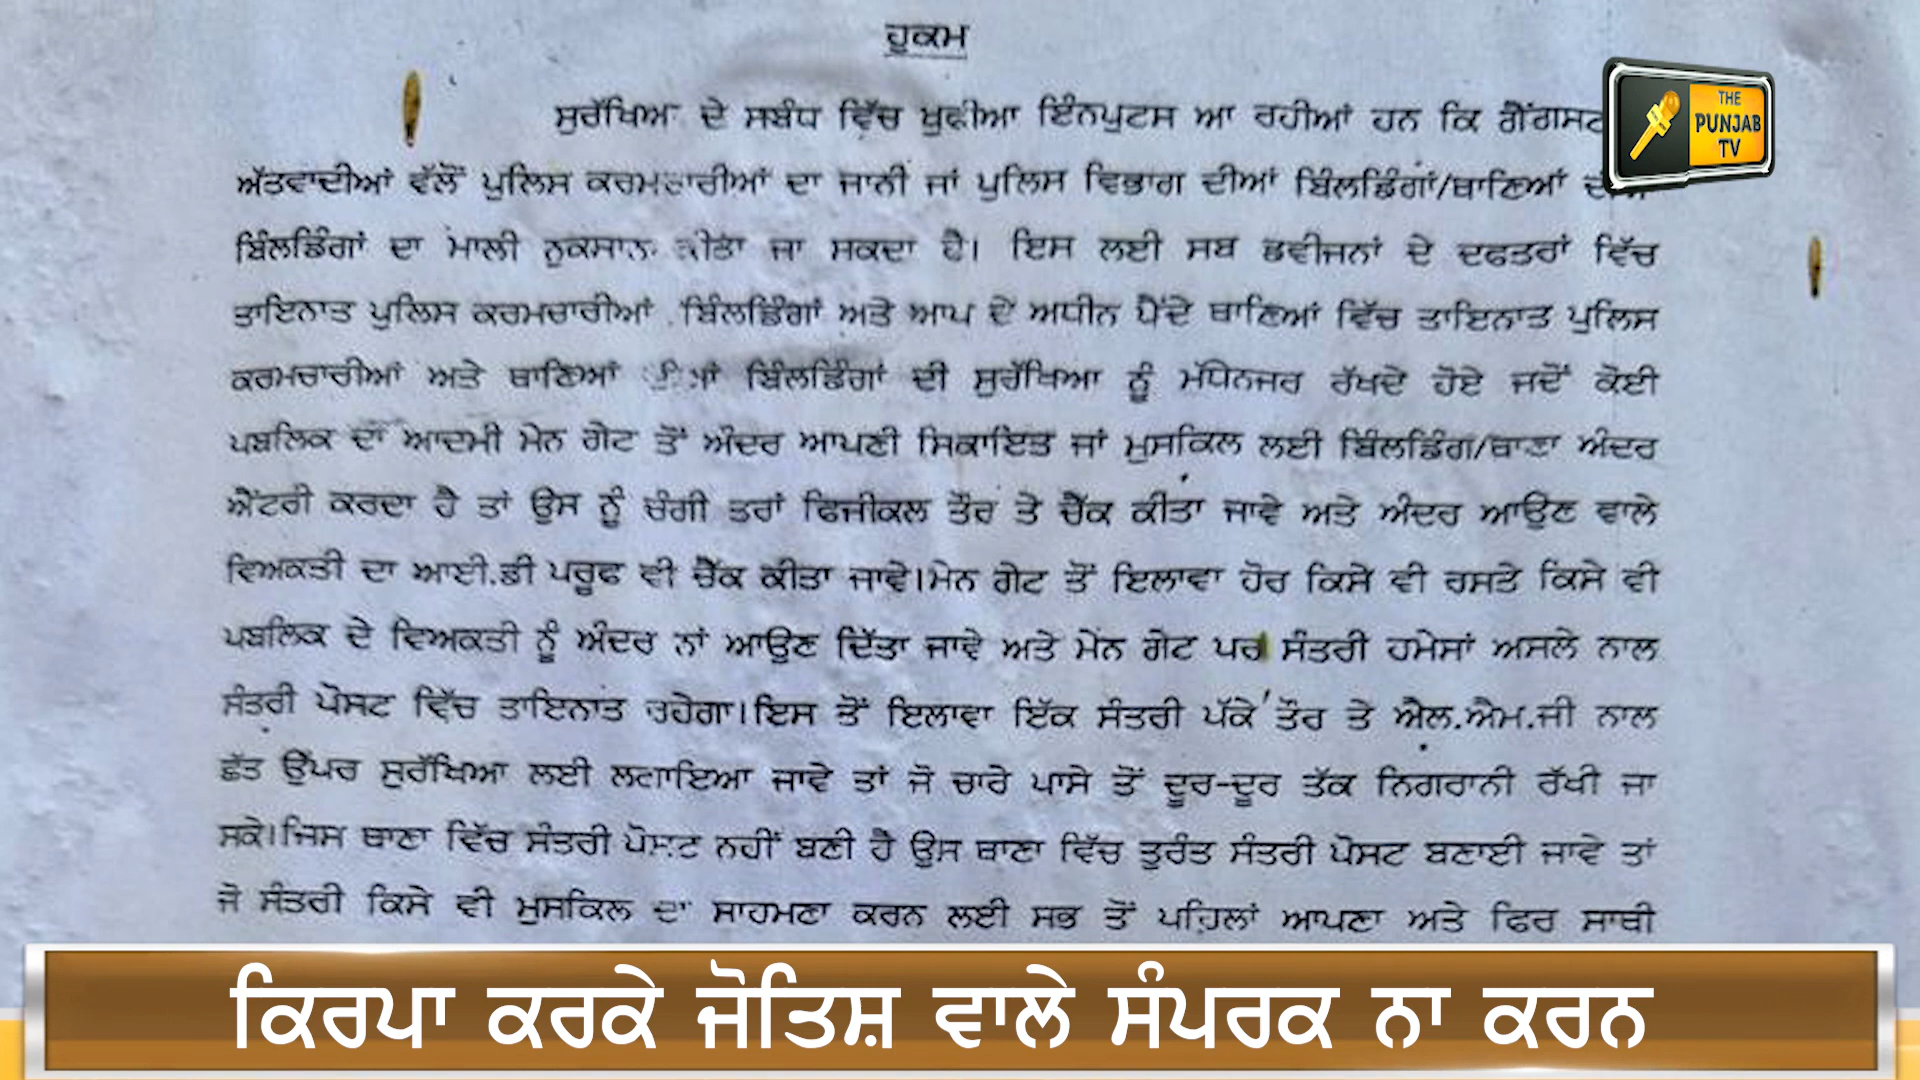 ਹੁਕਮ
ਸੁਰੱਖਿਆ ਦੇ ਸਬੰਧ ਵਿੱਚ ਖੁਫੀਆ ਇੰਨਪੁਟਸ ਆ ਰਹੀਆਂ ਹਨ ਕਿ
ਅੱਤਵਾਦੀਆਂ ਵੱਲੋਂ ਪੁਲਿਸ ਕਰਮਚਾਰੀਆਂ ਦਾ ਜਾਨੀ ਜਾਂ ਪੁਲਿਸ ਵਿਭਾਗ ਦੀਆਂ ਬਿੰਲਡਿੰਗਾਂ/ਥਾਣਿਆਂ
ਬਿੰਲਡਿੰਗਾਂ ਦਾ ਮਾਲੀ ਨੁਕਸਾਨ ਕੀਤਾ ਜਾ ਸਕਦਾ ਹੈ। ਇਸ ਲਈ ਸਬ ਡਵੀਜਨਾਂ ਦੇ ਦਫਤਰਾਂ ਵਿੱਚ
ਤਾਇਨਾਤ ਪੁਲਿਸ ਕਰਮਚਾਰੀਆਂ ਬਿੰਲਡਿੰਗਾਂ ਅਤੇ ਆਪ ਦੇ ਅਧੀਨ ਪੈਂਦੇ ਥਾਣਿਆਂ ਵਿੱਚ ਤਾਇਨਾਤ ਪੁਲਿਸ
ਕਰਮਚਾਰੀਆਂ ਅਤੇ ਥਾਣਿਆਂ ਬਿੰਲਡਿੰਗਾਂ ਦੀ ਸੁਰੱਖਿਆ ਨੂੰ ਮੱਧੇਨਜਰ ਰੱਖਦੇ ਹੋਏ ਜਦੋਂ ਕੋਈ
ਪਬਲਿਕ ਦਾ ਆਦਮੀ ਮੇਨ ਗੇਟ ਤੋਂ ਅੰਦਰ ਆਪਣੀ ਸਿਕਾਇਤ ਜਾਂ ਮੁਸਕਿਲ ਲਈ ਬਿੰਲਡਿੰਗ/ਥਾਣਾ ਅੰਦਰ
ਐਂਟਰੀ ਕਰਦਾ ਹੈ ਤਾਂ ਉਸ ਨੂੰ ਚੰਗੀ ਤਰਾਂ ਫਿਜੀਕਲ ਤੌਰ ਤੇ ਚੈੱਕ ਕੀਤਾ ਜਾਵੇ ਅਤੇ ਅੰਦਰ ਆਉਣ ਵਾਲੇ
ਵਿਅਕਤੀ ਦਾ ਆਈ.ਡੀ ਪਰੂਫ ਵੀ ਚੈੱਕ ਕੀਤਾ ਜਾਵੇ।ਮੇਨ ਗੇਟ ਤੋਂ ਇਲਾਵਾ ਹੋਰ ਕਿਸੇ ਵੀ ਰਸਤੇ ਕਿਸੇ ਵੀ
ਪਬਲਿਕ ਦੇ ਵਿਅਕਤੀ ਨੂੰ ਅੰਦਰ ਨਾਂ ਆਉਣ ਦਿੱਤਾ ਜਾਵੇ ਅਤੇ ਮੇਨ ਗੇਟ ਪਰ ਸੰਤਰੀ ਹਮੇਸਾਂ ਅਸਲੇ ਨਾਲ
ਸੰਤਰੀ ਪੋਸਟ ਵਿੱਚ ਤਾਇਨਾਤ ਰਹੇਗਾ।ਇਸ ਤੋਂ ਇਲਾਵਾ ਇੱਕ ਸੰਤਰੀ ਪੱਕੇ ਤੌਰ ਤੇ ਐਲ.ਐਮ.ਜੀ ਨਾਲ
ਛੱਤ ਉੱਪਰ ਸੁਰੱਖਿਆ ਲਈ ਲਗਾਇਆ ਜਾਵੇ ਤਾਂ ਜੋ ਚਾਰੇ ਪਾਸੇ ਤੋਂ ਦੂਰ-ਦੂਰ ਤੱਕ ਨਿਗਰਾਨੀ ਰੱਖੀ ਜਾ
ਸਕੇ।ਜਿਸ ਥਾਣਾ ਵਿੱਚ ਸੰਤਰੀ ਪੋਸਟ ਨਹੀਂ ਬਣੀ ਹੈ ਉਸ ਥਾਣਾ ਵਿੱਚ ਤੁਰੰਤ ਸੰਤਰੀ ਪੋਸਟ ਬਣਾਈ ਜਾਵੇ ਤਾਂ
ਜੋ ਸੰਤਰੀ ਕਿਸੇ ਵੀ ਮੁਸਕਿਲ ਦਾ ਸਾਹਮਣਾ ਕਰਨ ਲਈ ਸਭ ਤੋਂ ਪਹਿਲਾਂ ਆਪਣਾ ਅਤੇ ਫਿਰ ਸਾਥੀ
THE
PUNJAB
TV
ਕਿਰਪਾ ਕਰਕੇ ਜੋਤਿਸ਼ ਵਾਲੇ ਸੰਪਰਕ ਨਾ ਕਰਨ